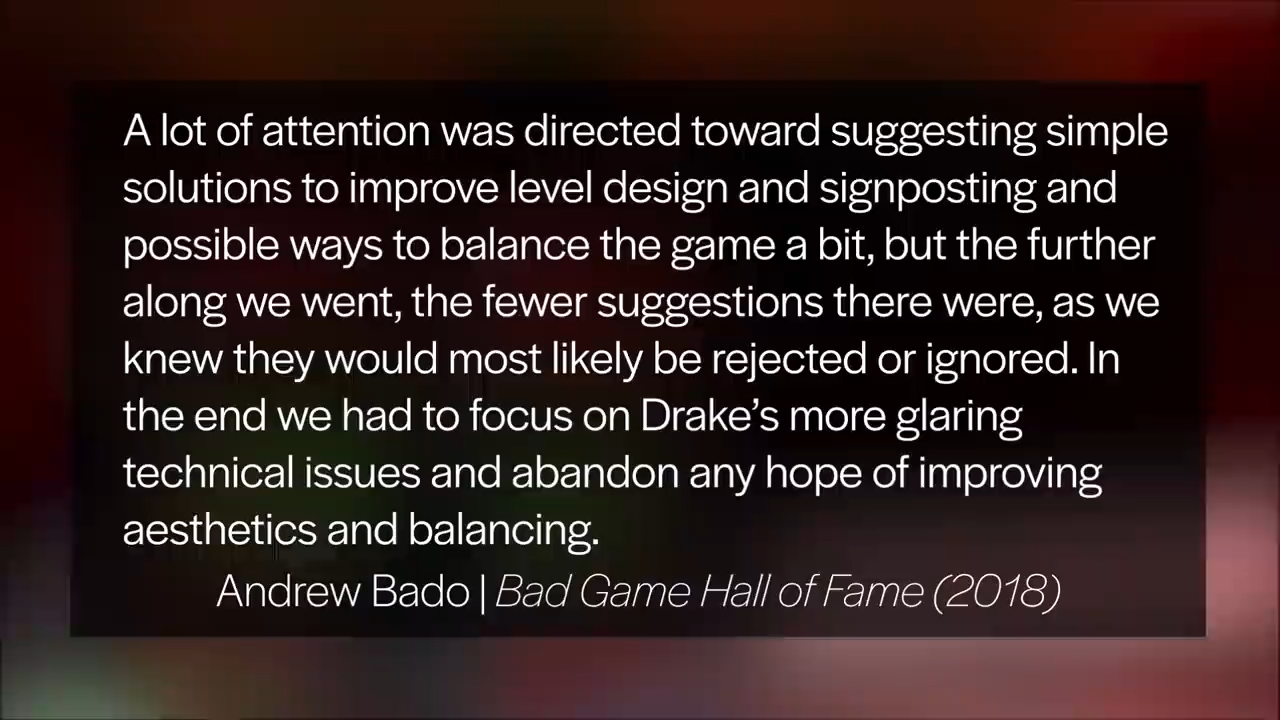 A lot of attention was directed toward suggesting simple
solutions to improve level design and signposting and
possible ways to balance the game a bit, but the further
along we went, the fewer suggestions there were, as we
knew they would most likely be rejected or ignored. In
the end we had to focus on Drake’s more glaring
technical issues and abandon any hope of improving
aesthetics and balancing.
Andrew Bado | Bad Game Hall of Fame (2018)